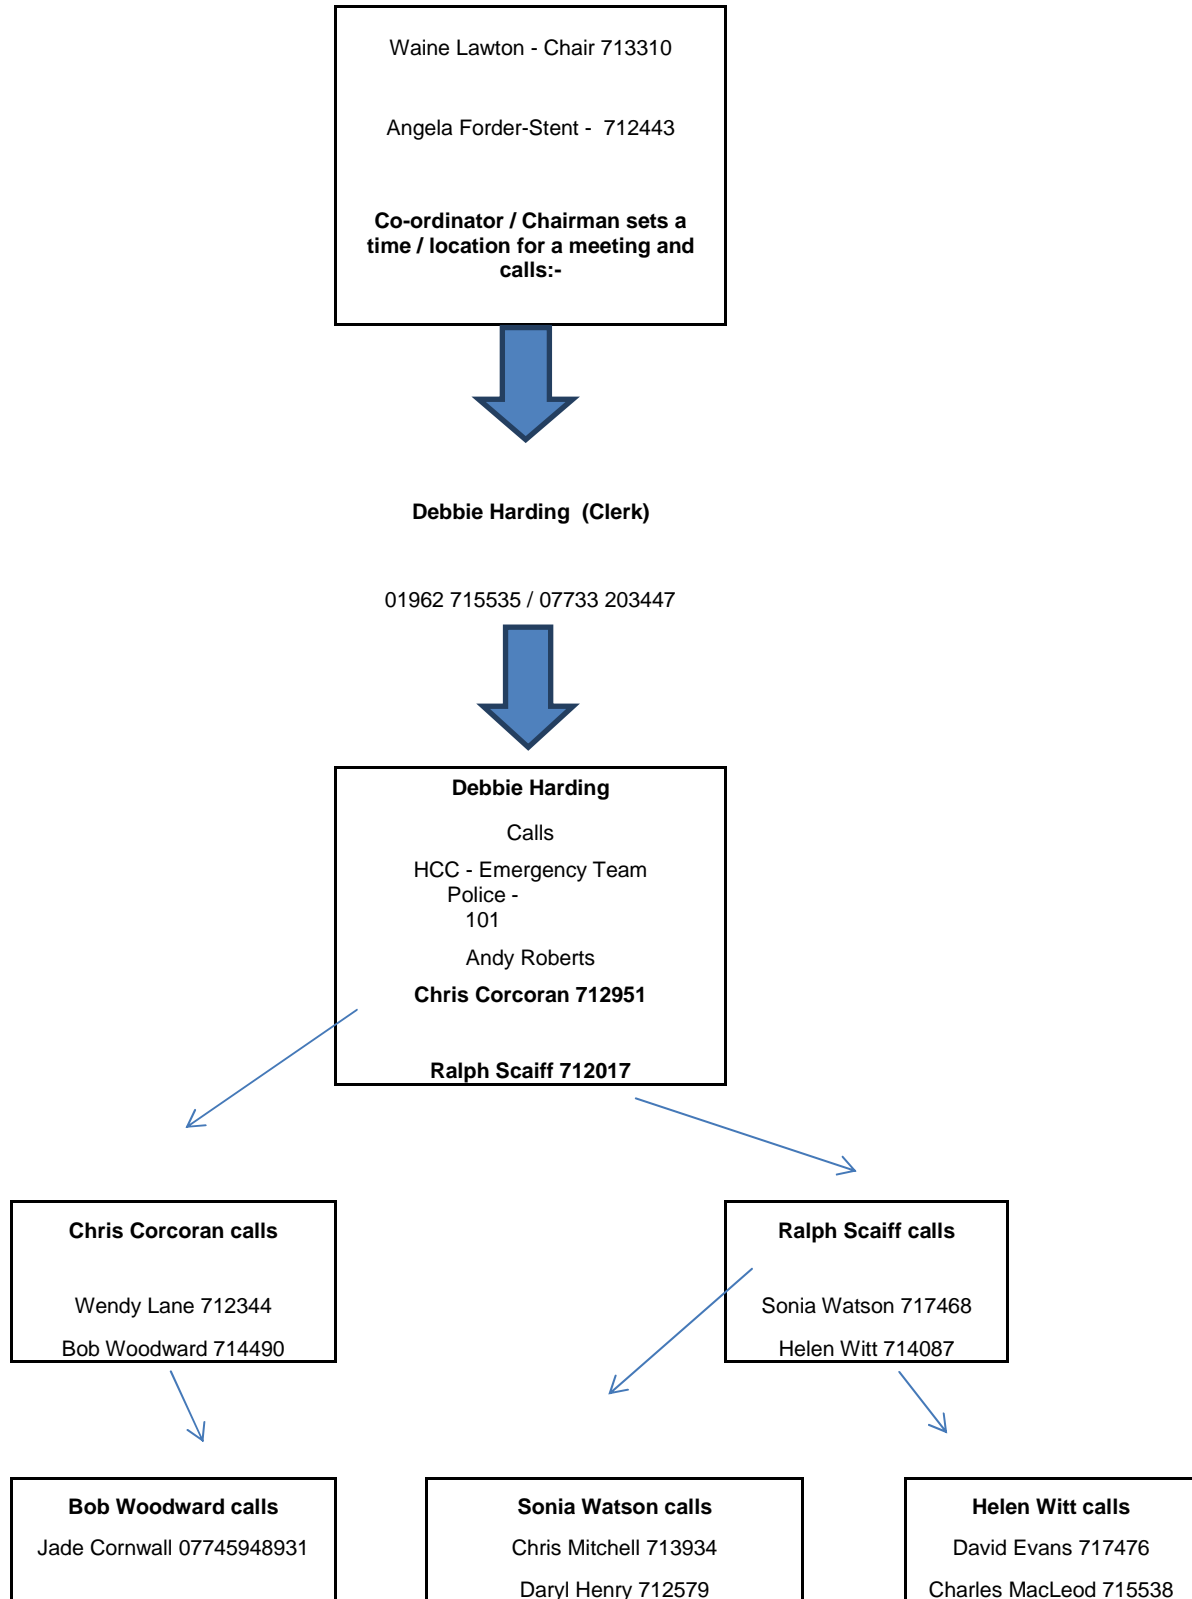 Waine Lawton - Chair 713310
Angela Forder-Stent - 712443
Co-ordinator / Chairman sets a
time / location for a meeting and
calls:-
Debbie Harding (Clerk)
01962 715535 / 07733 203447
Debbie Harding
Calls
HCC - Emergency Team
Police -
101
Andy Roberts
Chris Corcoran 712951
Ralph Scaiff 712017
Chris Corcoran calls
Wendy Lane 712344
Bob Woodward 714490
Ralph Scaiff calls
Sonia Watson 717468
Helen Witt 714087
Bob Woodward calls
Jade Cornwall 07745948931
Sonia Watson calls
Chris Mitchell 713934
Daryl Henry 712579
Helen Witt calls
David Evans 717476
Charles MacLeod 715538